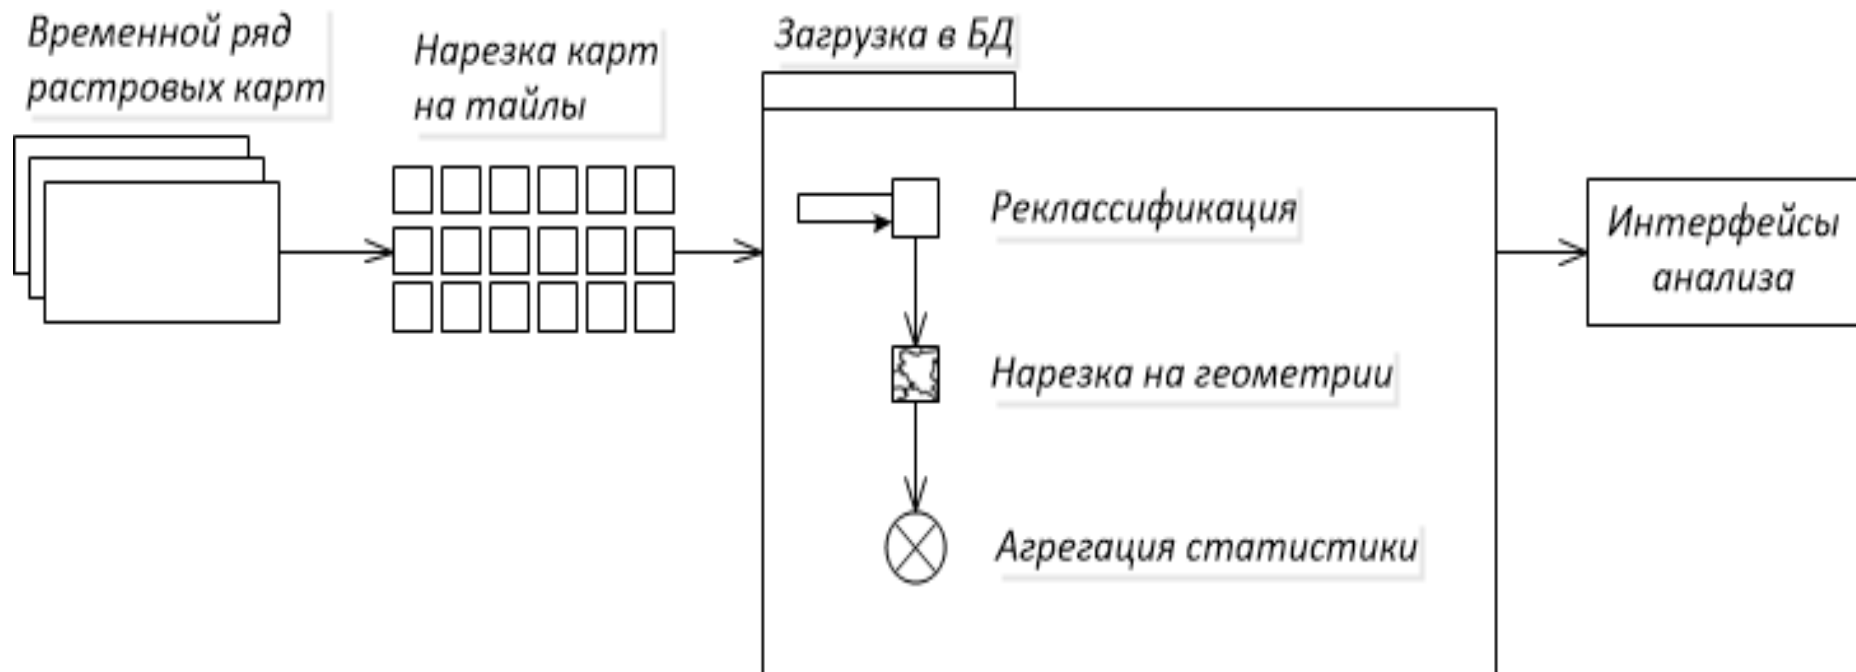 Временной ряд
растровых карт
Нарезка карт
на тайлы
Загрузка в БД
Реклассификация
Нарезка на геометрии
Агрегация статистики
Интерфейсы
анализа